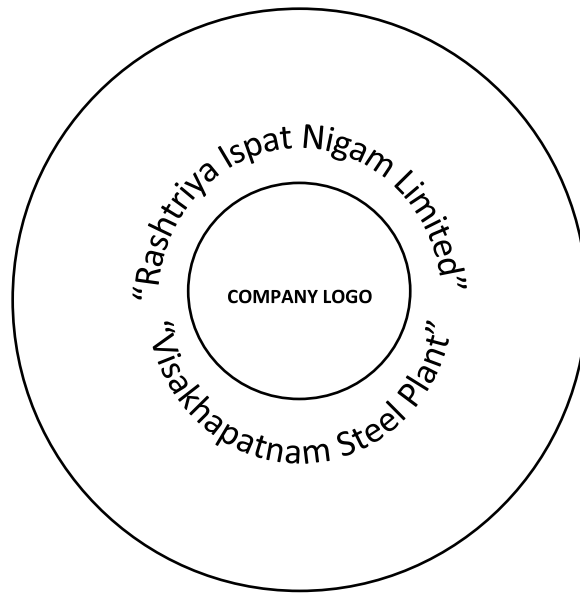 “Rashtriya Ispat Nigam Limited”
COMPANY LOGO
”Visakhapatnam Steel Plant”